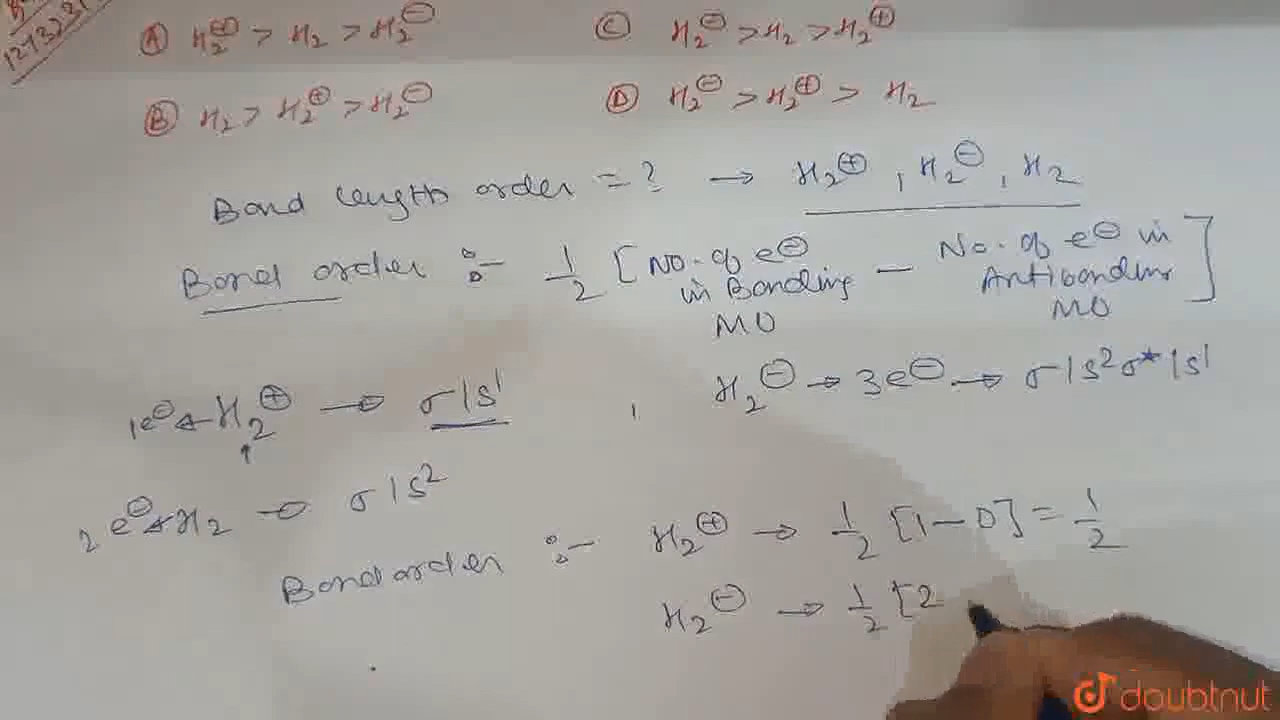 1243231
Ⓐ H₂⊕ > H₂ > H₂⊖
Ⓒ H₂⊖ > H₂ > H₂⊕
Ⓑ H₂ > H₂⊕ > H₂⊖
Ⓓ H₂⊖ > H₂⊕ > H₂
Bond length order = ? → H₂⊕, H₂⊖, H₂
Bond order :- 1/2 [No. of e⊖ in Bonding MO — No. of e⊖ in Antibonding MO]
1e⊖ ← H₂⊕ → σ1s¹ , H₂⊖ → 3e⊖ → σ1s² σ*1s¹
2e⊖ ← H₂ → σ1s²
Bond order :- H₂⊕ → 1/2 [1-0] = 1/2
H₂⊖ → 1/2 [2
doubtnut